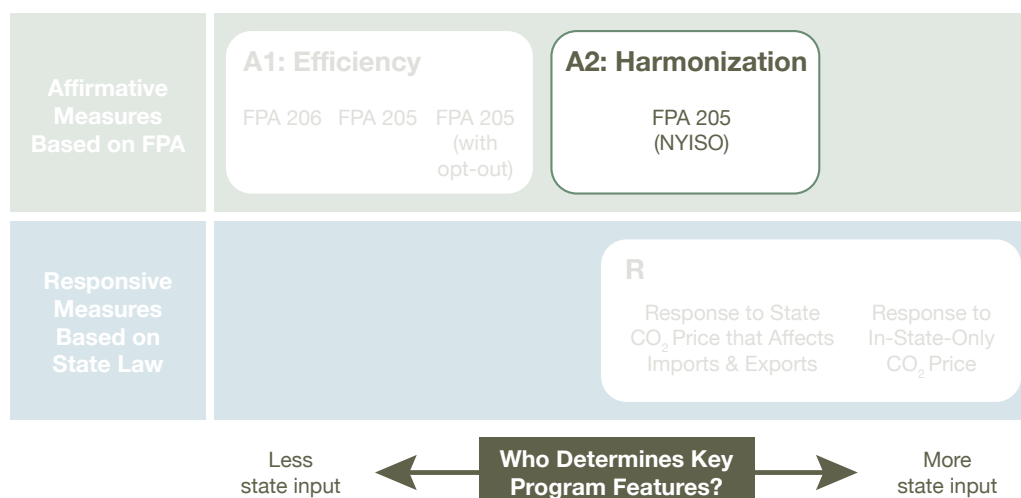 Affirmative
Measures
Based on FPA
A1: Efficiency
FPA 206
FPA 205
FPA 205
(with
opt-out)
A2: Harmonization
FPA 205
(NYISO)
Responsive
Measures
Based on
State Law
R
Response to State
CO₂ Price that Affects
Imports & Exports
Response to
In-State-Only
CO₂ Price
Less
state input
Who Determines Key
Program Features?
More
state input